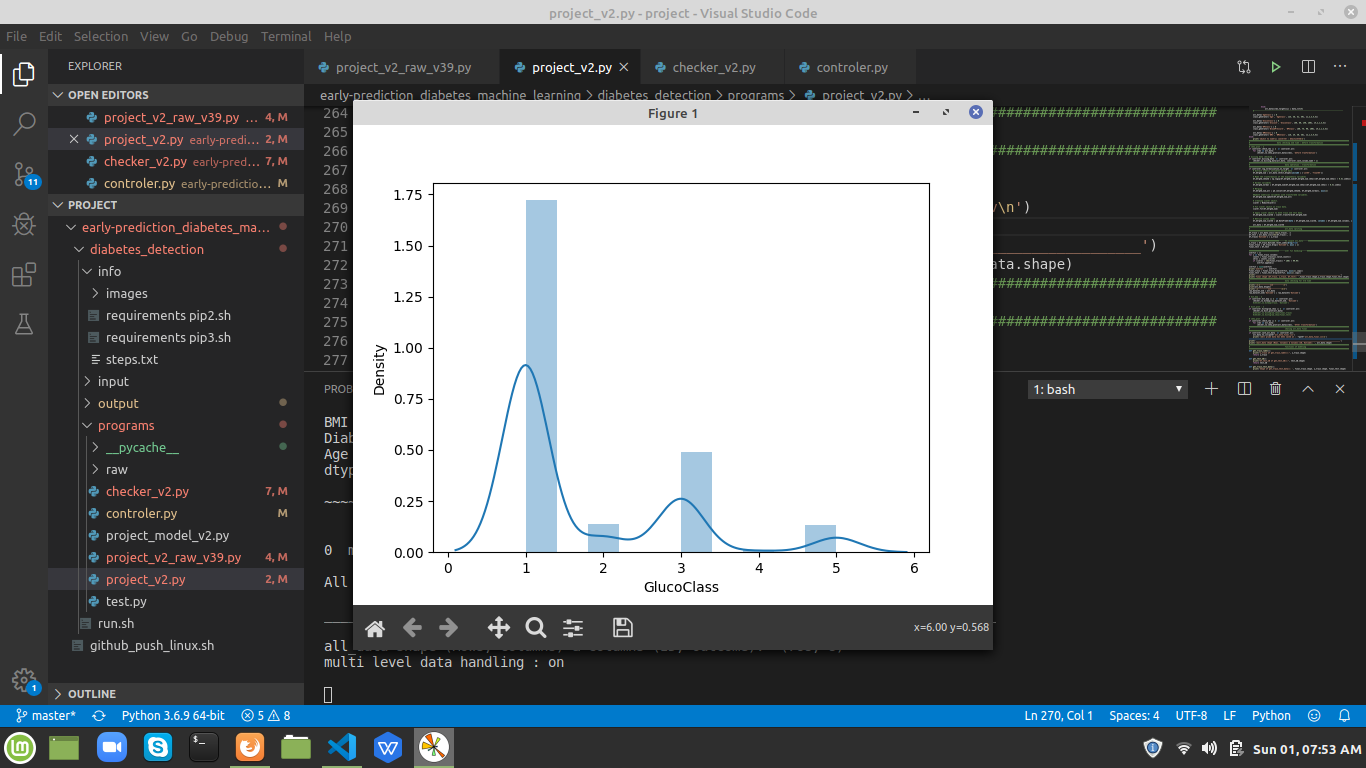 project_v2.py - project - Visual Studio Code
File Edit Selection View Go Debug Terminal Help
EXPLORER
OPEN EDITORS
project_v2_raw_v39.py ... 4, M
project_v2.py early-predi... 2, M
checker_v2.py early-pred... 7, M
controler.py early-predictio... M
11
PROJECT
early-prediction_diabetes_ma...
diabetes_detection
info
images
requirements pip2.sh
requirements pip3.sh
steps.txt
input
output
programs
__pycache__
raw
checker_v2.py 7, M
controler.py M
project_model_v2.py
project_v2_raw_v39.py 4, M
project_v2.py 2, M
test.py
run.sh
github_push_linux.sh
1
OUTLINE
project_v2_raw_v39.py project_v2.py checker_v2.py controler.py
early-prediction_diabetes_machine_learning > diabetes_detection > programs > project_v2.py > ...
264 ############################
265
266 ############################
267
268
269 y\n')
270
271 ')
272 ata.shape)
273 ############################
274
275 ############################
276
277
Figure 1
1.75
1.50
1.25
1.00
0.75
0.50
0.25
0.00
Density
0 1 2 3 4 5 6
GlucoClass
x=6.00 y=0.568
PROB
1: bash
BMI
Diab
Age
dtyp
~~~~
0 m
All
multi level data handling : on
master* Python 3.6.9 64-bit 5 8 Ln 270, Col 1 Spaces: 4 UTF-8 LF Python
Sun 01, 07:53 AM